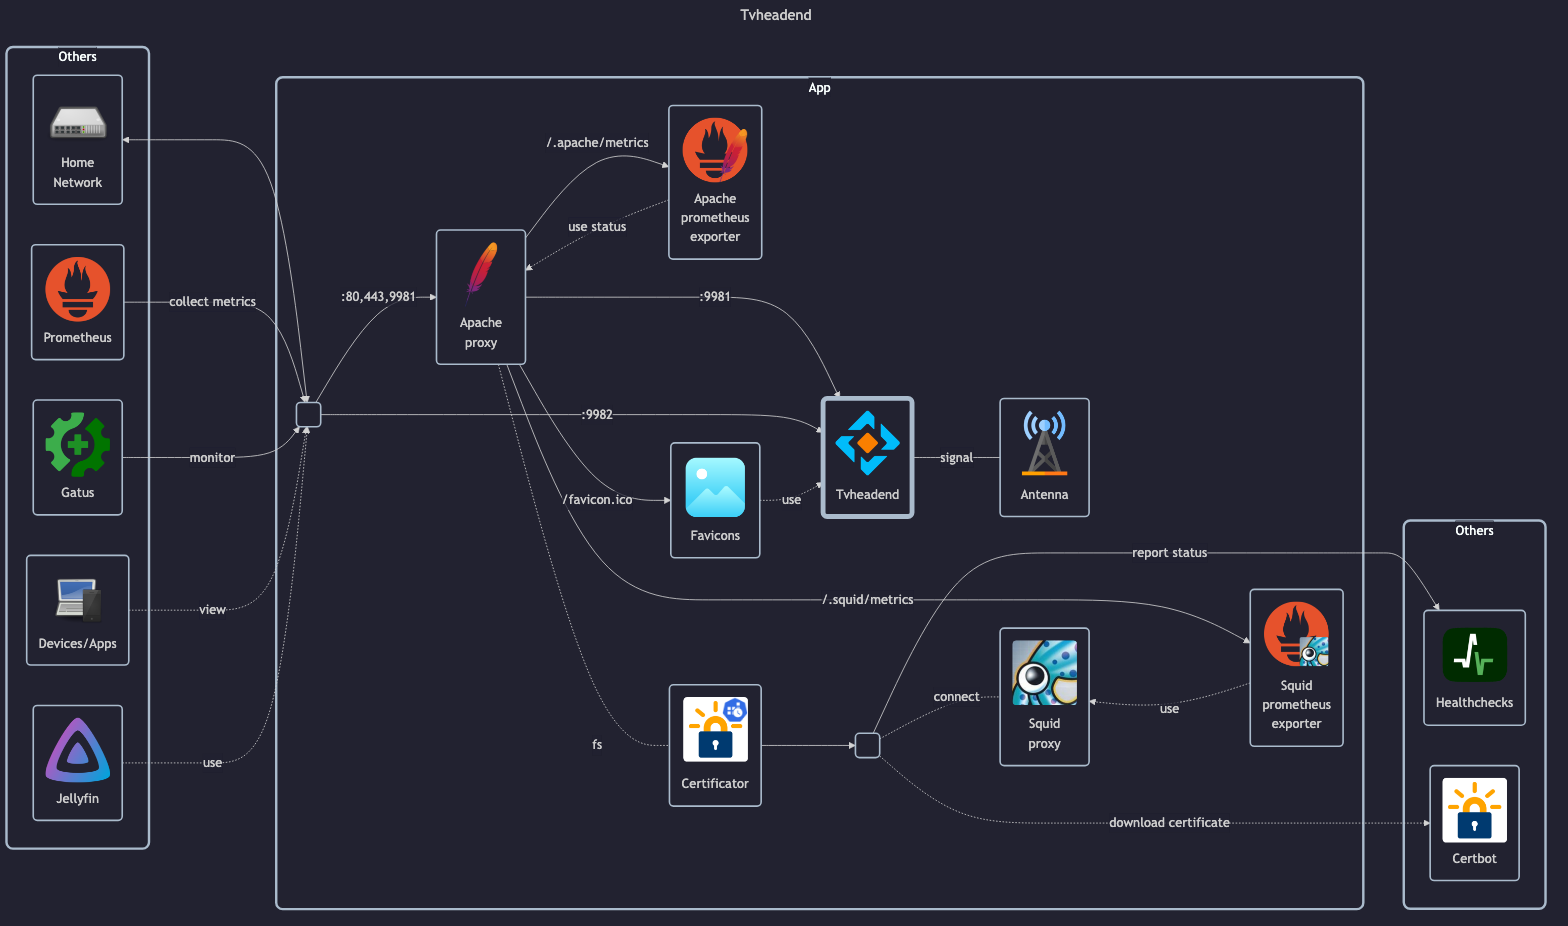 Tvheadend
Others
Home
Network
Prometheus
Gatus
Devices/Apps
Jellyfin
collect metrics
monitor
view
use
App
:80,443,9981
Apache
proxy
/.apache/metrics
use status
Apache
prometheus
exporter
:9981
:9982
/favicon.ico
Favicons
use
Tvheadend
signal
Antenna
/.squid/metrics
fs
Certificator
connect
Squid
proxy
use
Squid
prometheus
exporter
report status
download certificate
Others
Healthchecks
Certbot